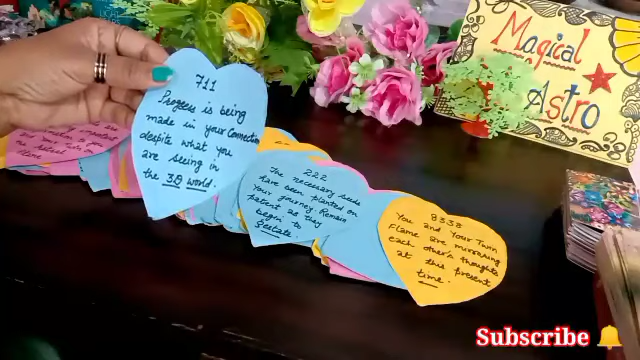 711
Progress is being
made in your Connection
despite what you
are seeing in
the 3D world.
222
The necessary seeds
have been planted on
your journey. Remain
patient as they
begin to
8338
You and Your Twin
Flame are mirroring
each other's thoughts
at this present
time.
Magical
Astro
Subscribe